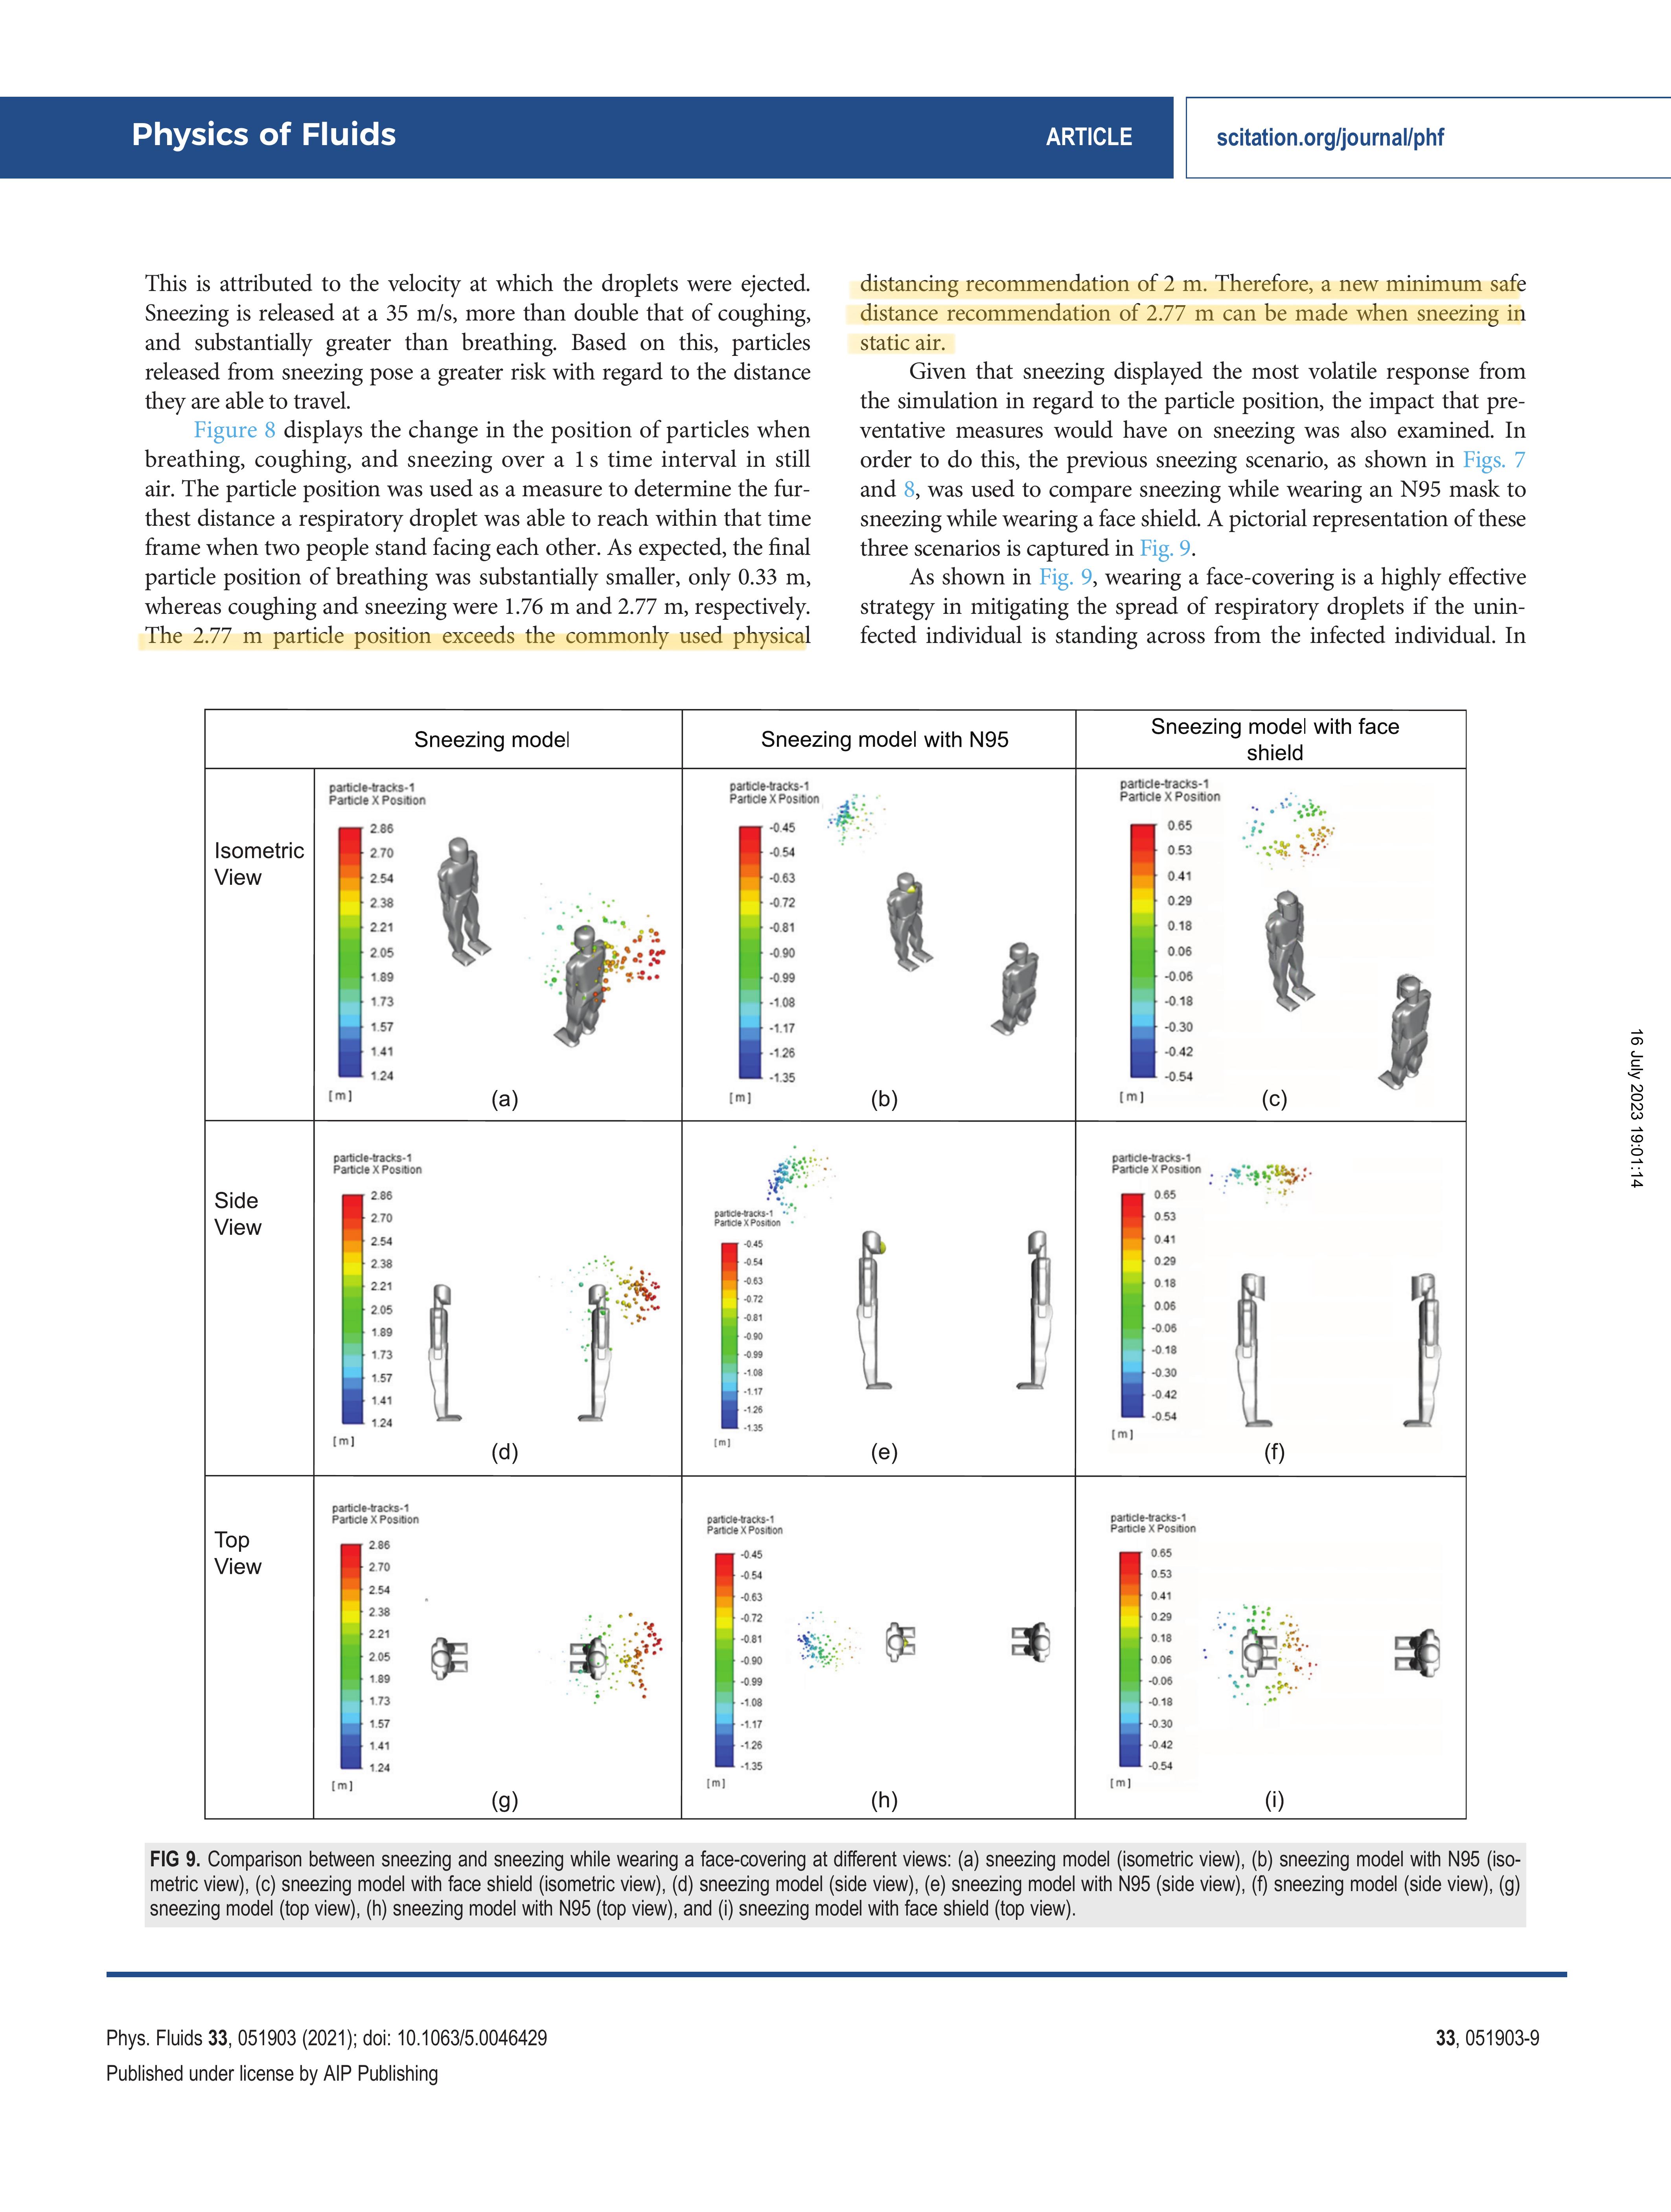 Physics of Fluids
ARTICLE
scitation.org/journal/phf
This is attributed to the velocity at which the droplets were ejected.
Sneezing is released at a 35 m/s, more than double that of coughing,
and substantially greater than breathing. Based on this, particles
released from sneezing pose a greater risk with regard to the distance
they are able to travel.
Figure 8 displays the change in the position of particles when
breathing, coughing, and sneezing over a 1 s time interval in still
air. The particle position was used as a measure to determine the fur-
thest distance a respiratory droplet was able to reach within that time
frame when two people stand facing each other. As expected, the final
particle position of breathing was substantially smaller, only 0.33 m,
whereas coughing and sneezing were 1.76 m and 2.77 m, respectively.
The 2.77 m particle position exceeds the commonly used physical
distancing recommendation of 2 m. Therefore, a new minimum safe
distance recommendation of 2.77 m can be made when sneezing in
static air.
Given that sneezing displayed the most volatile response from
the simulation in regard to the particle position, the impact that pre-
ventative measures would have on sneezing was also examined. In
order to do this, the previous sneezing scenario, as shown in Figs. 7
and 8, was used to compare sneezing while wearing an N95 mask to
sneezing while wearing a face shield. A pictorial representation of these
three scenarios is captured in Fig. 9.
As shown in Fig. 9, wearing a face-covering is a highly effective
strategy in mitigating the spread of respiratory droplets if the unin-
fected individual is standing across from the infected individual. In
Sneezing model
Sneezing model with N95
Sneezing model with face
shield
Isometric
View
particle-tracks-1
Particle X Position
2.86
2.70
2.54
2.38
2.21
2.05
1.89
1.73
1.57
1.41
1.24
[m]
(a)
particle-tracks-1
Particle X Position
-0.45
-0.54
-0.63
-0.72
-0.81
-0.90
-0.99
-1.08
-1.17
-1.26
-1.35
[m]
(b)
particle-tracks-1
Particle X Position
0.65
0.53
0.41
0.29
0.18
0.06
-0.06
-0.18
-0.30
-0.42
-0.54
[m]
(c)
Side
View
particle-tracks-1
Particle X Position
2.86
2.70
2.54
2.38
2.21
2.05
1.89
1.73
1.57
1.41
1.24
[m]
(d)
particle-tracks-1
Particle X Position
-0.45
-0.54
-0.63
-0.72
-0.81
-0.90
-0.99
-1.08
-1.17
-1.26
-1.35
[m]
(e)
particle-tracks-1
Particle X Position
0.65
0.53
0.41
0.29
0.18
0.06
-0.06
-0.18
-0.30
-0.42
-0.54
[m]
(f)
Top
View
particle-tracks-1
Particle X Position
2.86
2.70
2.54
2.38
2.21
2.05
1.89
1.73
1.57
1.41
1.24
[m]
(g)
particle-tracks-1
Particle X Position
-0.45
-0.54
-0.63
-0.72
-0.81
-0.90
-0.99
-1.08
-1.17
-1.26
-1.35
[m]
(h)
particle-tracks-1
Particle X Position
0.65
0.53
0.41
0.29
0.18
0.06
-0.06
-0.18
-0.30
-0.42
-0.54
[m]
(i)
FIG 9. Comparison between sneezing and sneezing while wearing a face-covering at different views: (a) sneezing model (isometric view), (b) sneezing model with N95 (iso-
metric view), (c) sneezing model with face shield (isometric view), (d) sneezing model (side view), (e) sneezing model with N95 (side view), (f) sneezing model (side view), (g)
sneezing model (top view), (h) sneezing model with N95 (top view), and (i) sneezing model with face shield (top view).
16 July 2023 19:01:14
Phys. Fluids 33, 051903 (2021); doi: 10.1063/5.0046429
33, 051903-9
Published under license by AIP Publishing